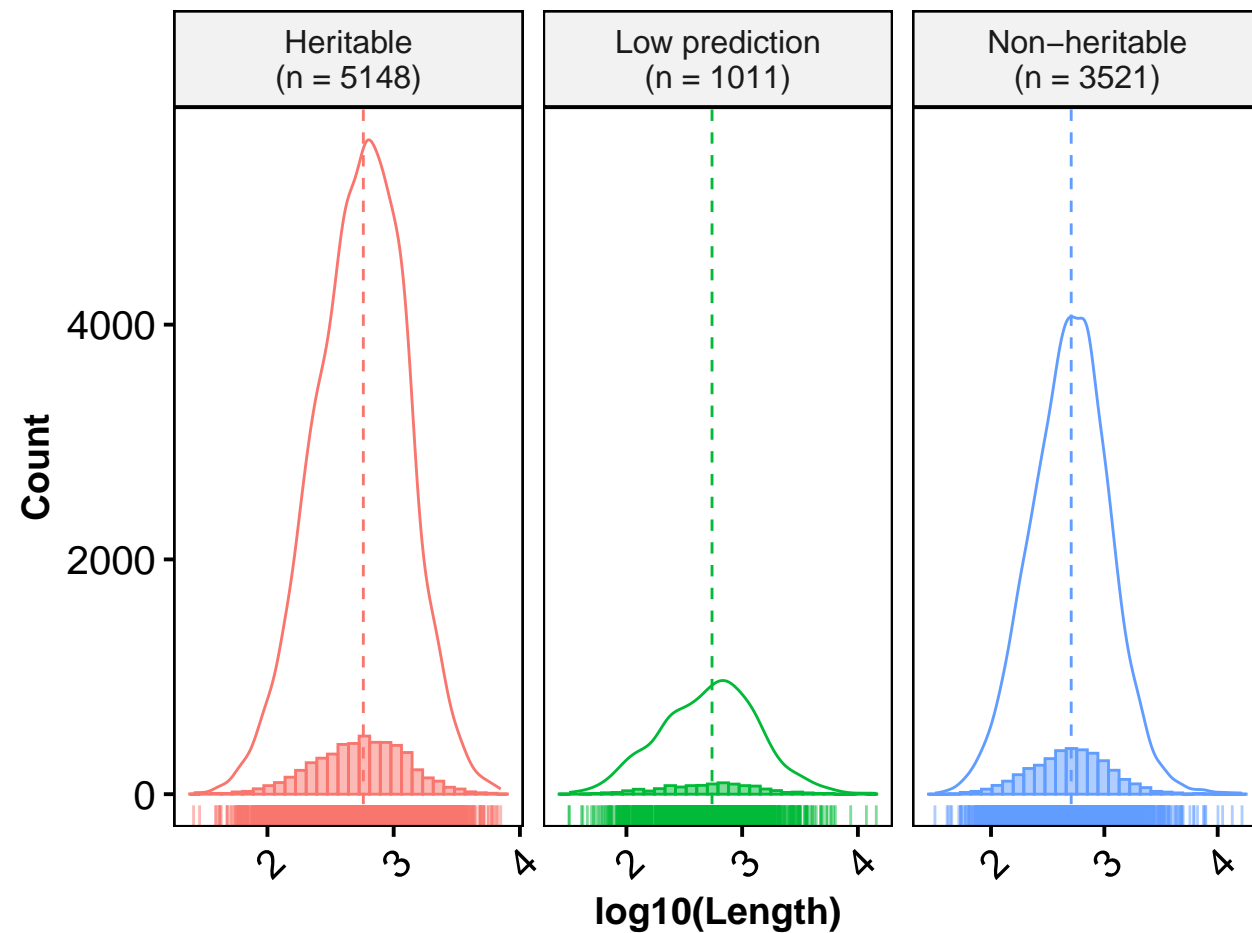 Heritable
(n = 5148)
Low prediction
(n = 1011)
Non−heritable
(n = 3521)
Count
4000
2000
0
2 3 4
2 3 4
2 3 4
log10(Length)